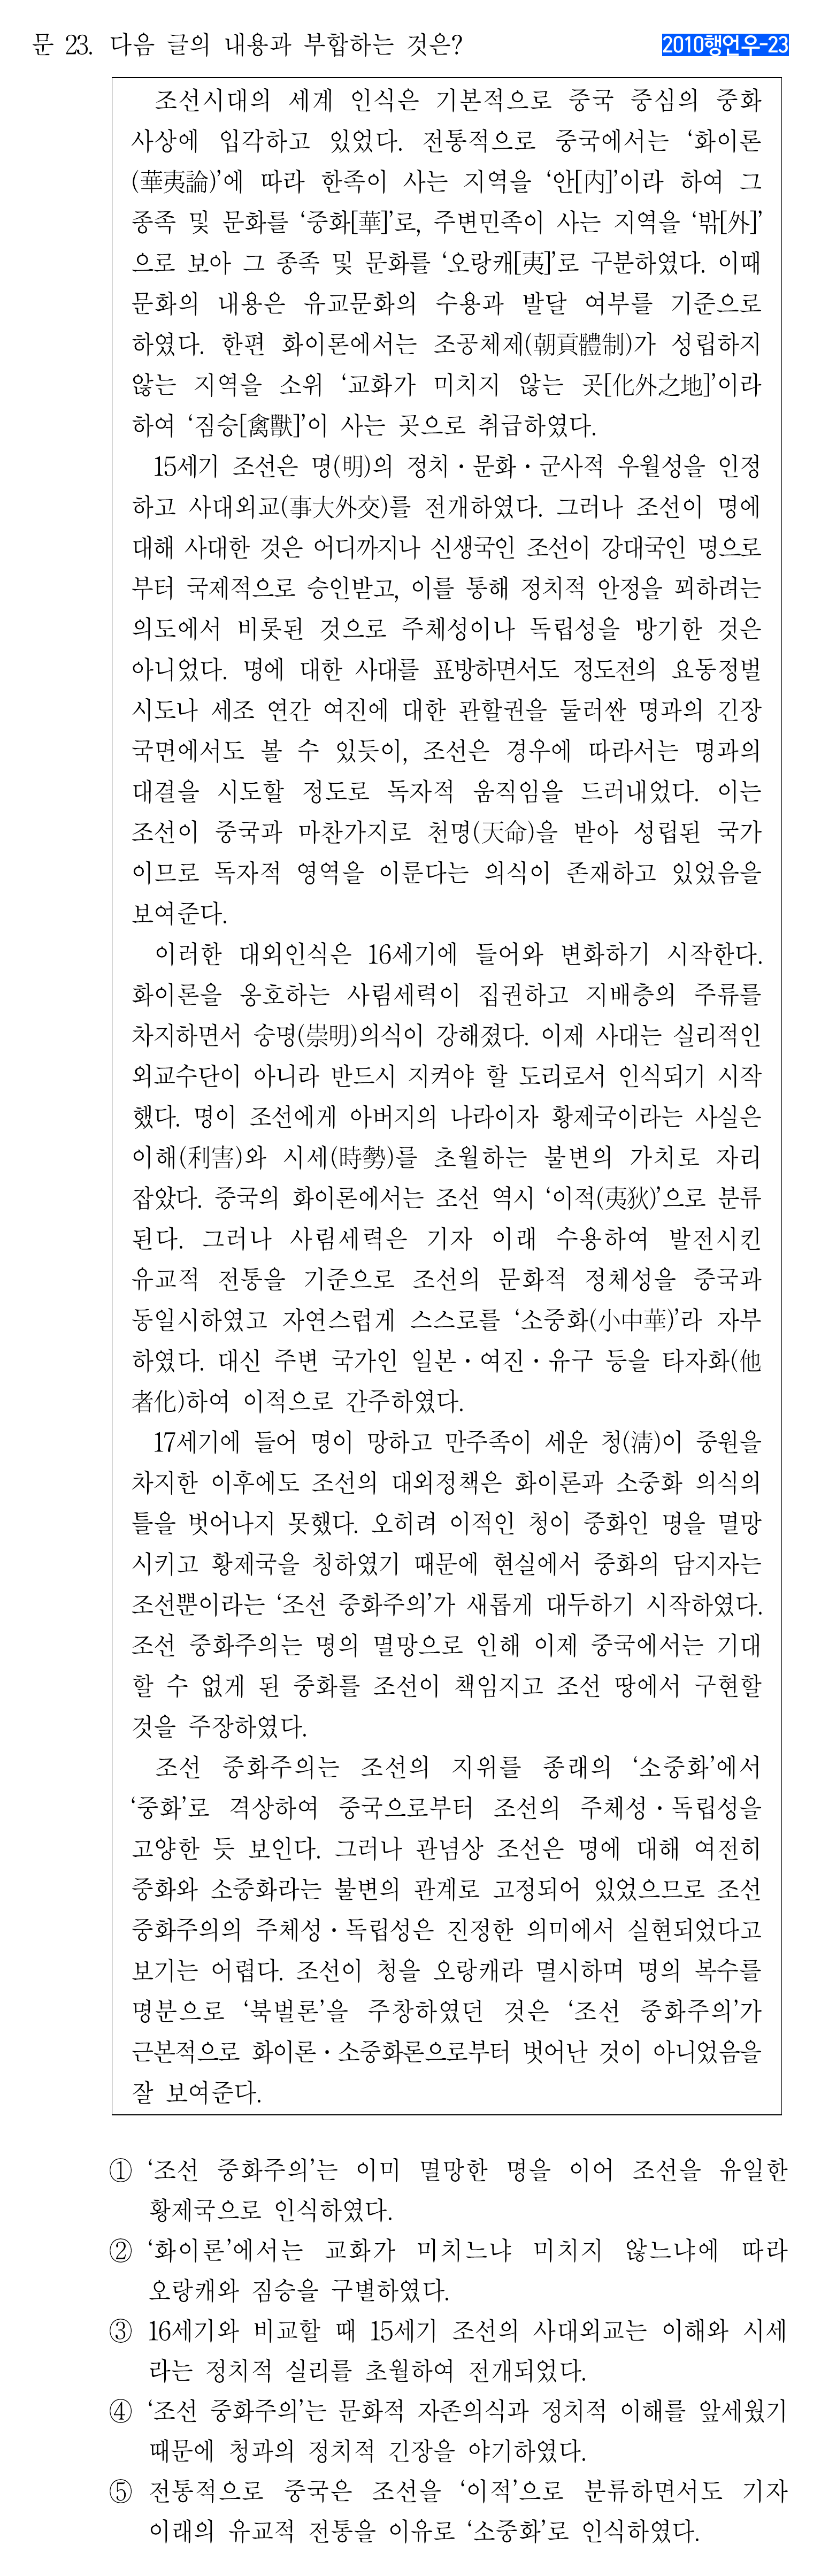 문 23. 다음 글의 내용과 부합하는 것은?
2010행언우-23
조선시대의 세계 인식은 기본적으로 중국 중심의 중화
사상에 입각하고 있었다. 전통적으로 중국에서는 ‘화이론
(華夷論)’에 따라 한족이 사는 지역을 ‘안[內]’이라 하여 그
종족 및 문화를 ‘중화[華]’로, 주변민족이 사는 지역을 ‘밖[外]’
으로 보아 그 종족 및 문화를 ‘오랑캐[夷]’로 구분하였다. 이때
문화의 내용은 유교문화의 수용과 발달 여부를 기준으로
하였다. 한편 화이론에서는 조공체제(朝貢體制)가 성립하지
않는 지역을 소위 ‘교화가 미치지 않는 곳[化外之地]’이라
하여 ‘짐승[禽獸]’이 사는 곳으로 취급하였다.
15세기 조선은 명(明)의 정치·문화·군사적 우월성을 인정
하고 사대외교(事大外交)를 전개하였다. 그러나 조선이 명에
대해 사대한 것은 어디까지나 신생국인 조선이 강대국인 명으로
부터 국제적으로 승인받고, 이를 통해 정치적 안정을 꾀하려는
의도에서 비롯된 것으로 주체성이나 독립성을 방기한 것은
아니었다. 명에 대한 사대를 표방하면서도 정도전의 요동정벌
시도나 세조 연간 여진에 대한 관할권을 둘러싼 명과의 긴장
국면에서도 볼 수 있듯이, 조선은 경우에 따라서는 명과의
대결을 시도할 정도로 독자적 움직임을 드러내었다. 이는
조선이 중국과 마찬가지로 천명(天命)을 받아 성립된 국가
이므로 독자적 영역을 이룬다는 의식이 존재하고 있었음을
보여준다.
이러한 대외인식은 16세기에 들어와 변화하기 시작한다.
화이론을 옹호하는 사림세력이 집권하고 지배층의 주류를
차지하면서 숭명(崇明)의식이 강해졌다. 이제 사대는 실리적인
외교수단이 아니라 반드시 지켜야 할 도리로서 인식되기 시작
했다. 명이 조선에게 아버지의 나라이자 황제국이라는 사실은
이해(利害)와 시세(時勢)를 초월하는 불변의 가치로 자리
잡았다. 중국의 화이론에서는 조선 역시 ‘이적(夷狄)’으로 분류
된다. 그러나 사림세력은 기자 이래 수용하여 발전시킨
유교적 전통을 기준으로 조선의 문화적 정체성을 중국과
동일시하였고 자연스럽게 스스로를 ‘소중화(小中華)’라 자부
하였다. 대신 주변 국가인 일본·여진·유구 등을 타자화(他
者化)하여 이적으로 간주하였다.
17세기에 들어 명이 망하고 만주족이 세운 청(淸)이 중원을
차지한 이후에도 조선의 대외정책은 화이론과 소중화 의식의
틀을 벗어나지 못했다. 오히려 이적인 청이 중화인 명을 멸망
시키고 황제국을 칭하였기 때문에 현실에서 중화의 담지자는
조선뿐이라는 ‘조선 중화주의’가 새롭게 대두하기 시작하였다.
조선 중화주의는 명의 멸망으로 인해 이제 중국에서는 기대
할 수 없게 된 중화를 조선이 책임지고 조선 땅에서 구현할
것을 주장하였다.
조선 중화주의는 조선의 지위를 종래의 ‘소중화’에서
‘중화’로 격상하여 중국으로부터 조선의 주체성·독립성을
고양한 듯 보인다. 그러나 관념상 조선은 명에 대해 여전히
중화와 소중화라는 불변의 관계로 고정되어 있었으므로 조선
중화주의의 주체성·독립성은 진정한 의미에서 실현되었다고
보기는 어렵다. 조선이 청을 오랑캐라 멸시하며 명의 복수를
명분으로 ‘북벌론’을 주창하였던 것은 ‘조선 중화주의’가
근본적으로 화이론·소중화론으로부터 벗어난 것이 아니었음을
잘 보여준다.
① ‘조선 중화주의’는 이미 멸망한 명을 이어 조선을 유일한
황제국으로 인식하였다.
② ‘화이론’에서는 교화가 미치느냐 미치지 않느냐에 따라
오랑캐와 짐승을 구별하였다.
③ 16세기와 비교할 때 15세기 조선의 사대외교는 이해와 시세
라는 정치적 실리를 초월하여 전개되었다.
④ ‘조선 중화주의’는 문화적 자존의식과 정치적 이해를 앞세웠기
때문에 청과의 정치적 긴장을 야기하였다.
⑤ 전통적으로 중국은 조선을 ‘이적’으로 분류하면서도 기자
이래의 유교적 전통을 이유로 ‘소중화’로 인식하였다.